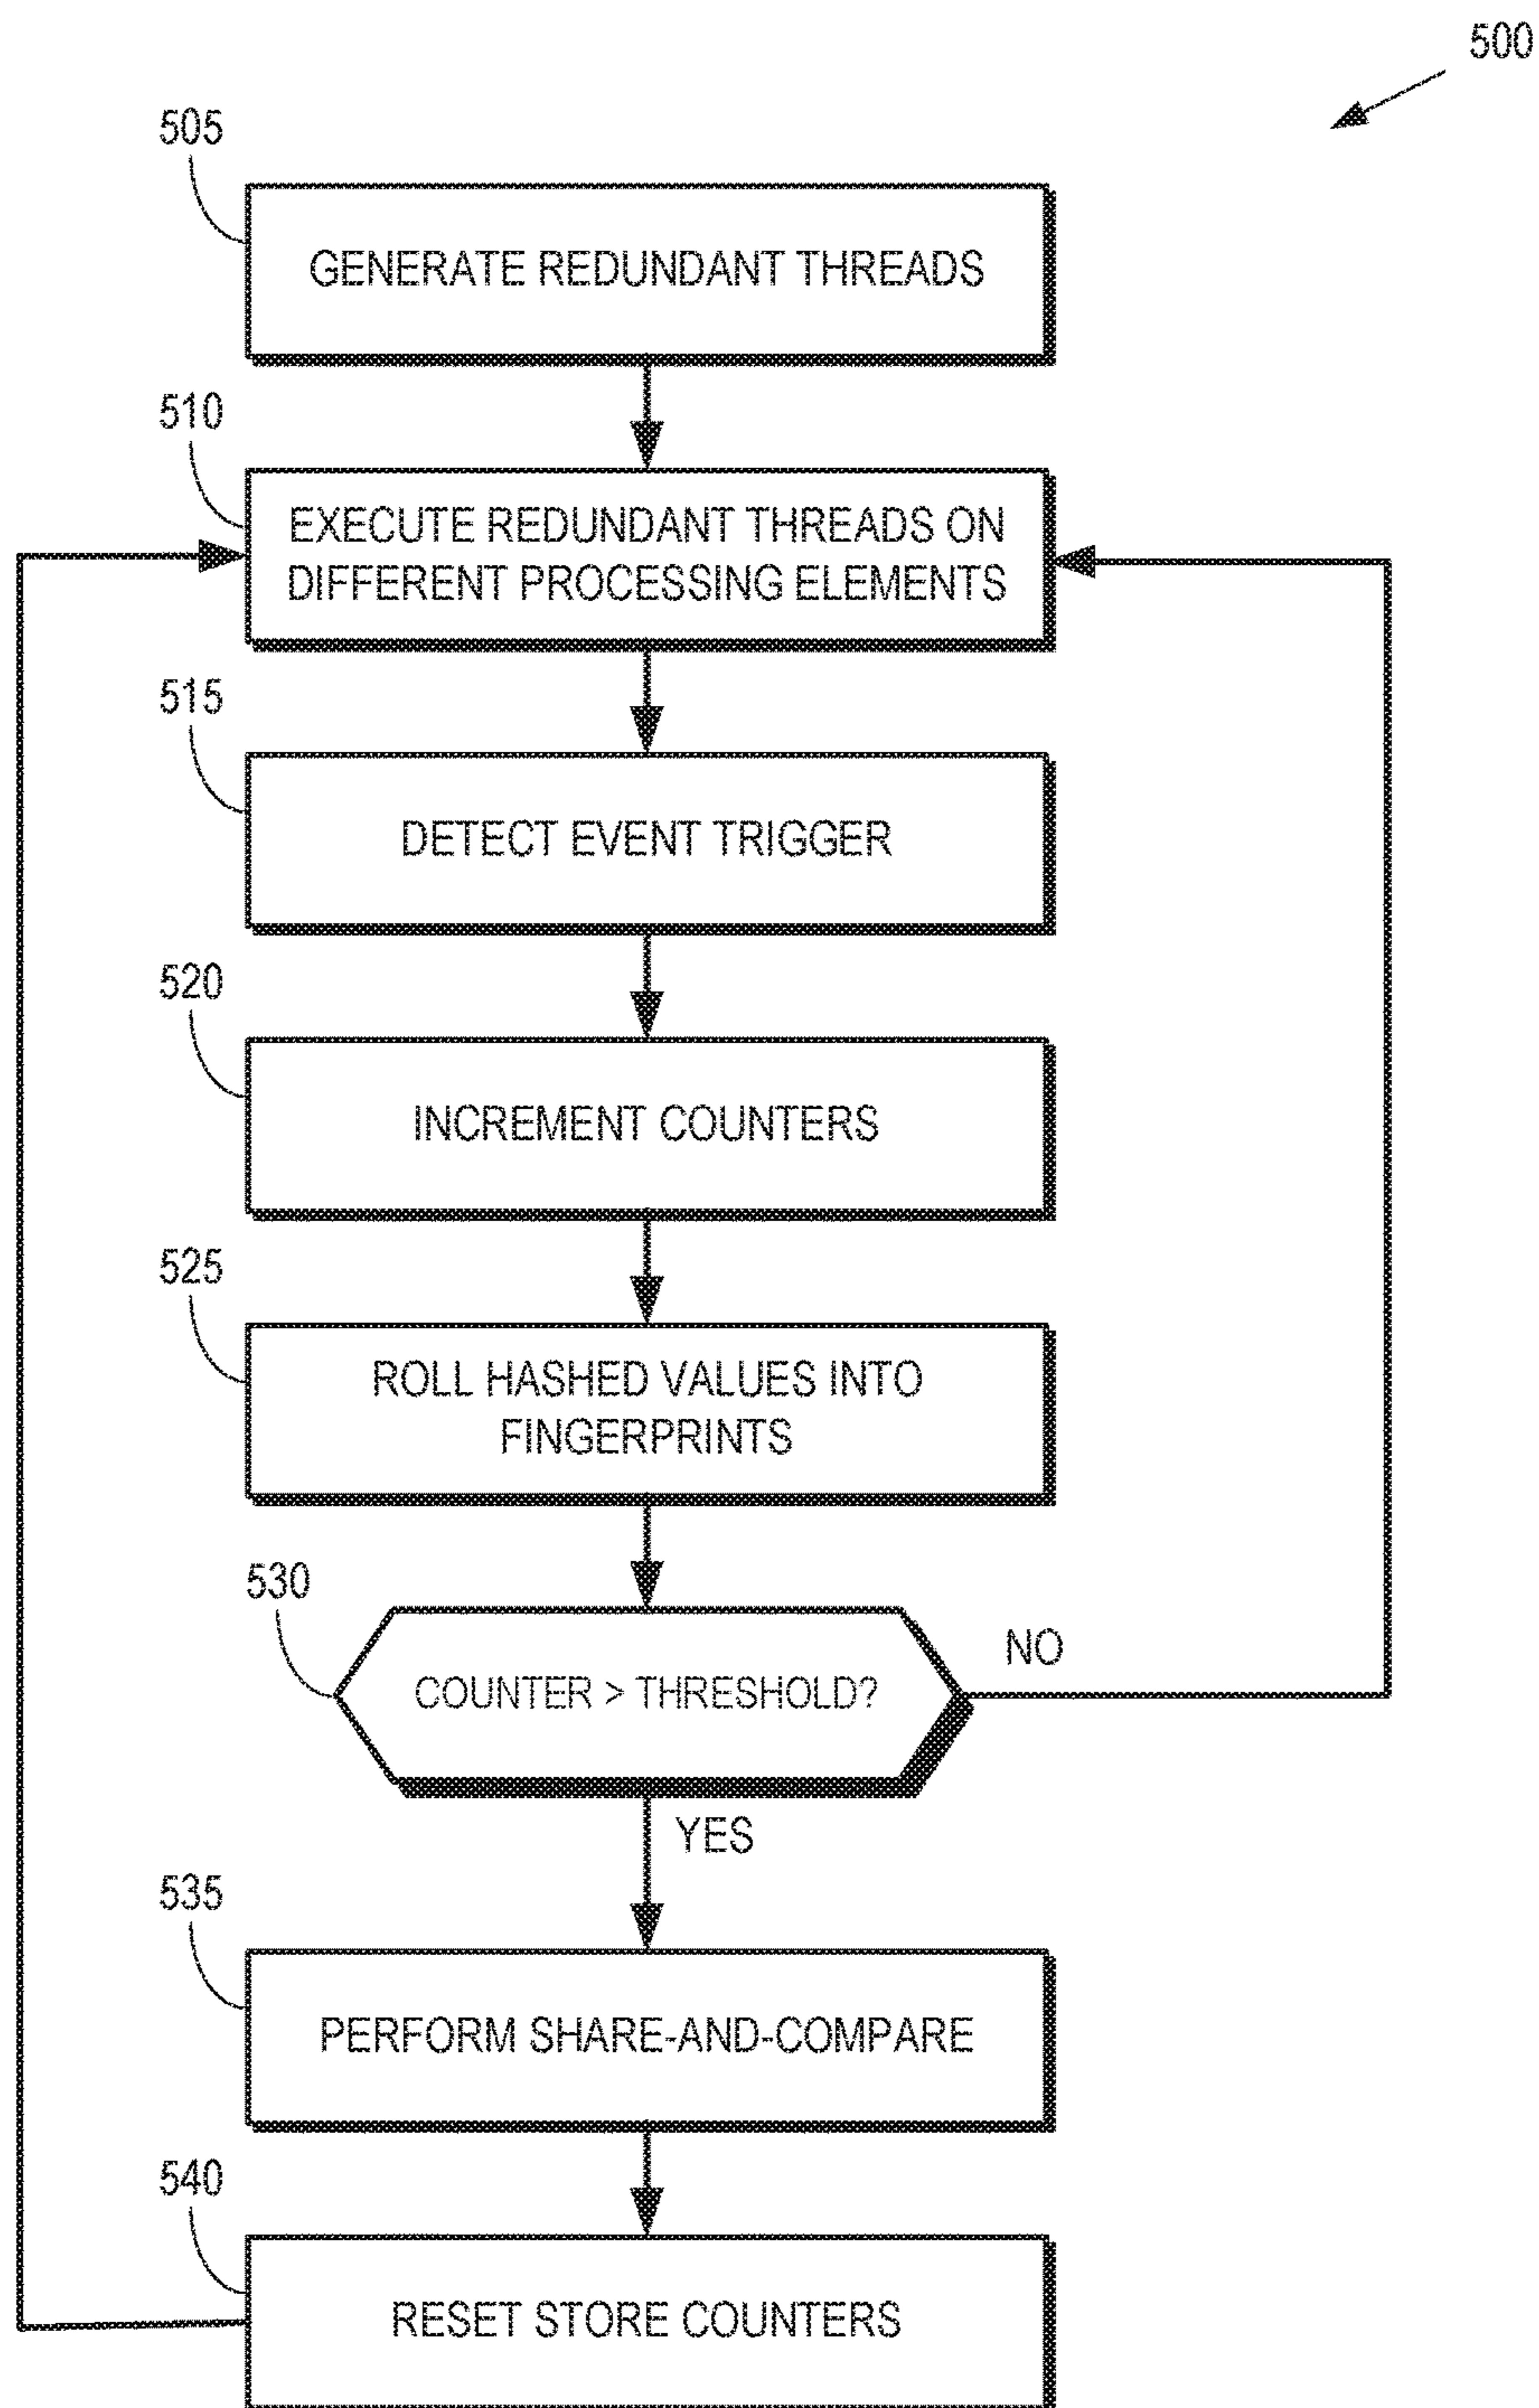 500
505
GENERATE REDUNDANT THREADS
510
EXECUTE REDUNDANT THREADS ON
DIFFERENT PROCESSING ELEMENTS
515
DETECT EVENT TRIGGER
520
INCREMENT COUNTERS
525
ROLL HASHED VALUES INTO
FINGERPRINTS
530
COUNTER > THRESHOLD?
NO
YES
535
PERFORM SHARE-AND-COMPARE
540
RESET STORE COUNTERS